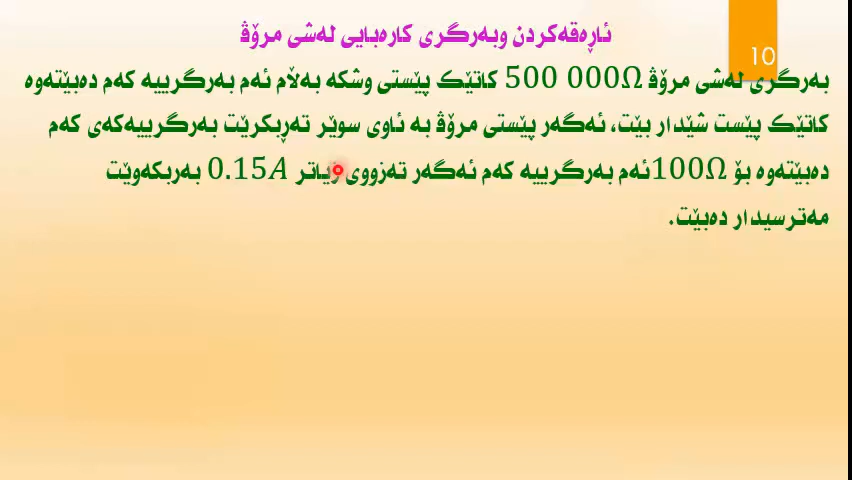 ئارەقەکردن وبەرگری کارەبایی لەشی مرۆڤ
10
بەرگری لەشی مرۆڤ 500 000Ω کاتێک پێستی وشکە بەڵام ئەم بەرگرییە کەم دەبێتەوە
کاتێک پێست شێدار بێت، ئەگەر پێستی مرۆڤ بە ئاوی سوێر تەڕبکرێت بەرگرییەکەی کەم
دەبێتەوە بۆ 100Ω ئەم بەرگرییە کەم ئەگەر تەزووی زیاتر 0.15A بەربکەوێت
مەترسیدار دەبێت.